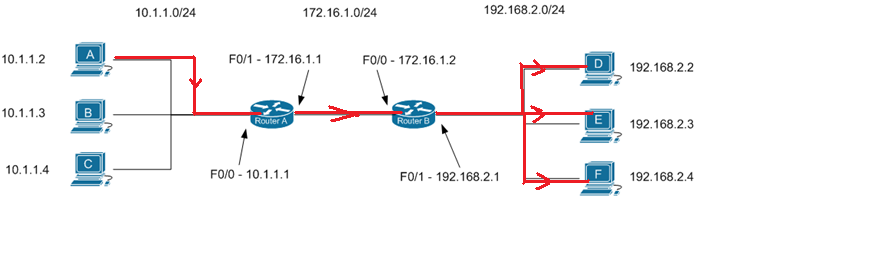 10.1.1.0/24
172.16.1.0/24
192.168.2.0/24
10.1.1.2
A
F0/1 - 172.16.1.1
F0/0 - 172.16.1.2
D
192.168.2.2
10.1.1.3
B
Router A
Router B
E
192.168.2.3
10.1.1.4
C
F0/0 - 10.1.1.1
F0/1 - 192.168.2.1
F
192.168.2.4